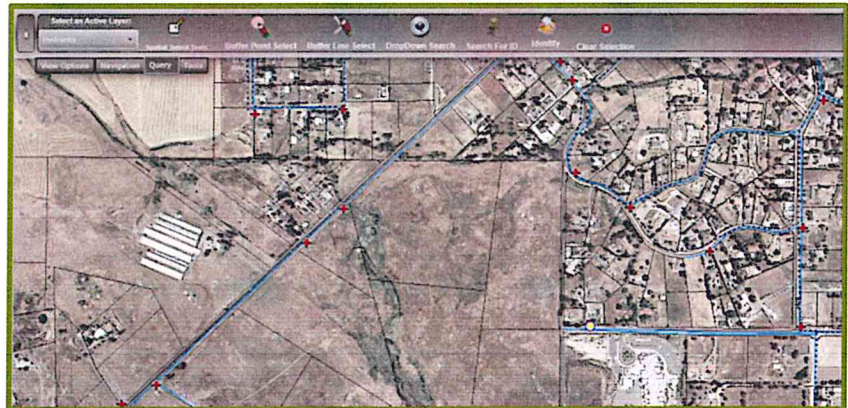 Select an Active Layer:
Hydrants
Spatial Select Tools
Buffer Point Select
Buffer Line Select
DropDown Search
Search For ID
Identify
Clear Selection
View Options
Navigation
Query
Tools